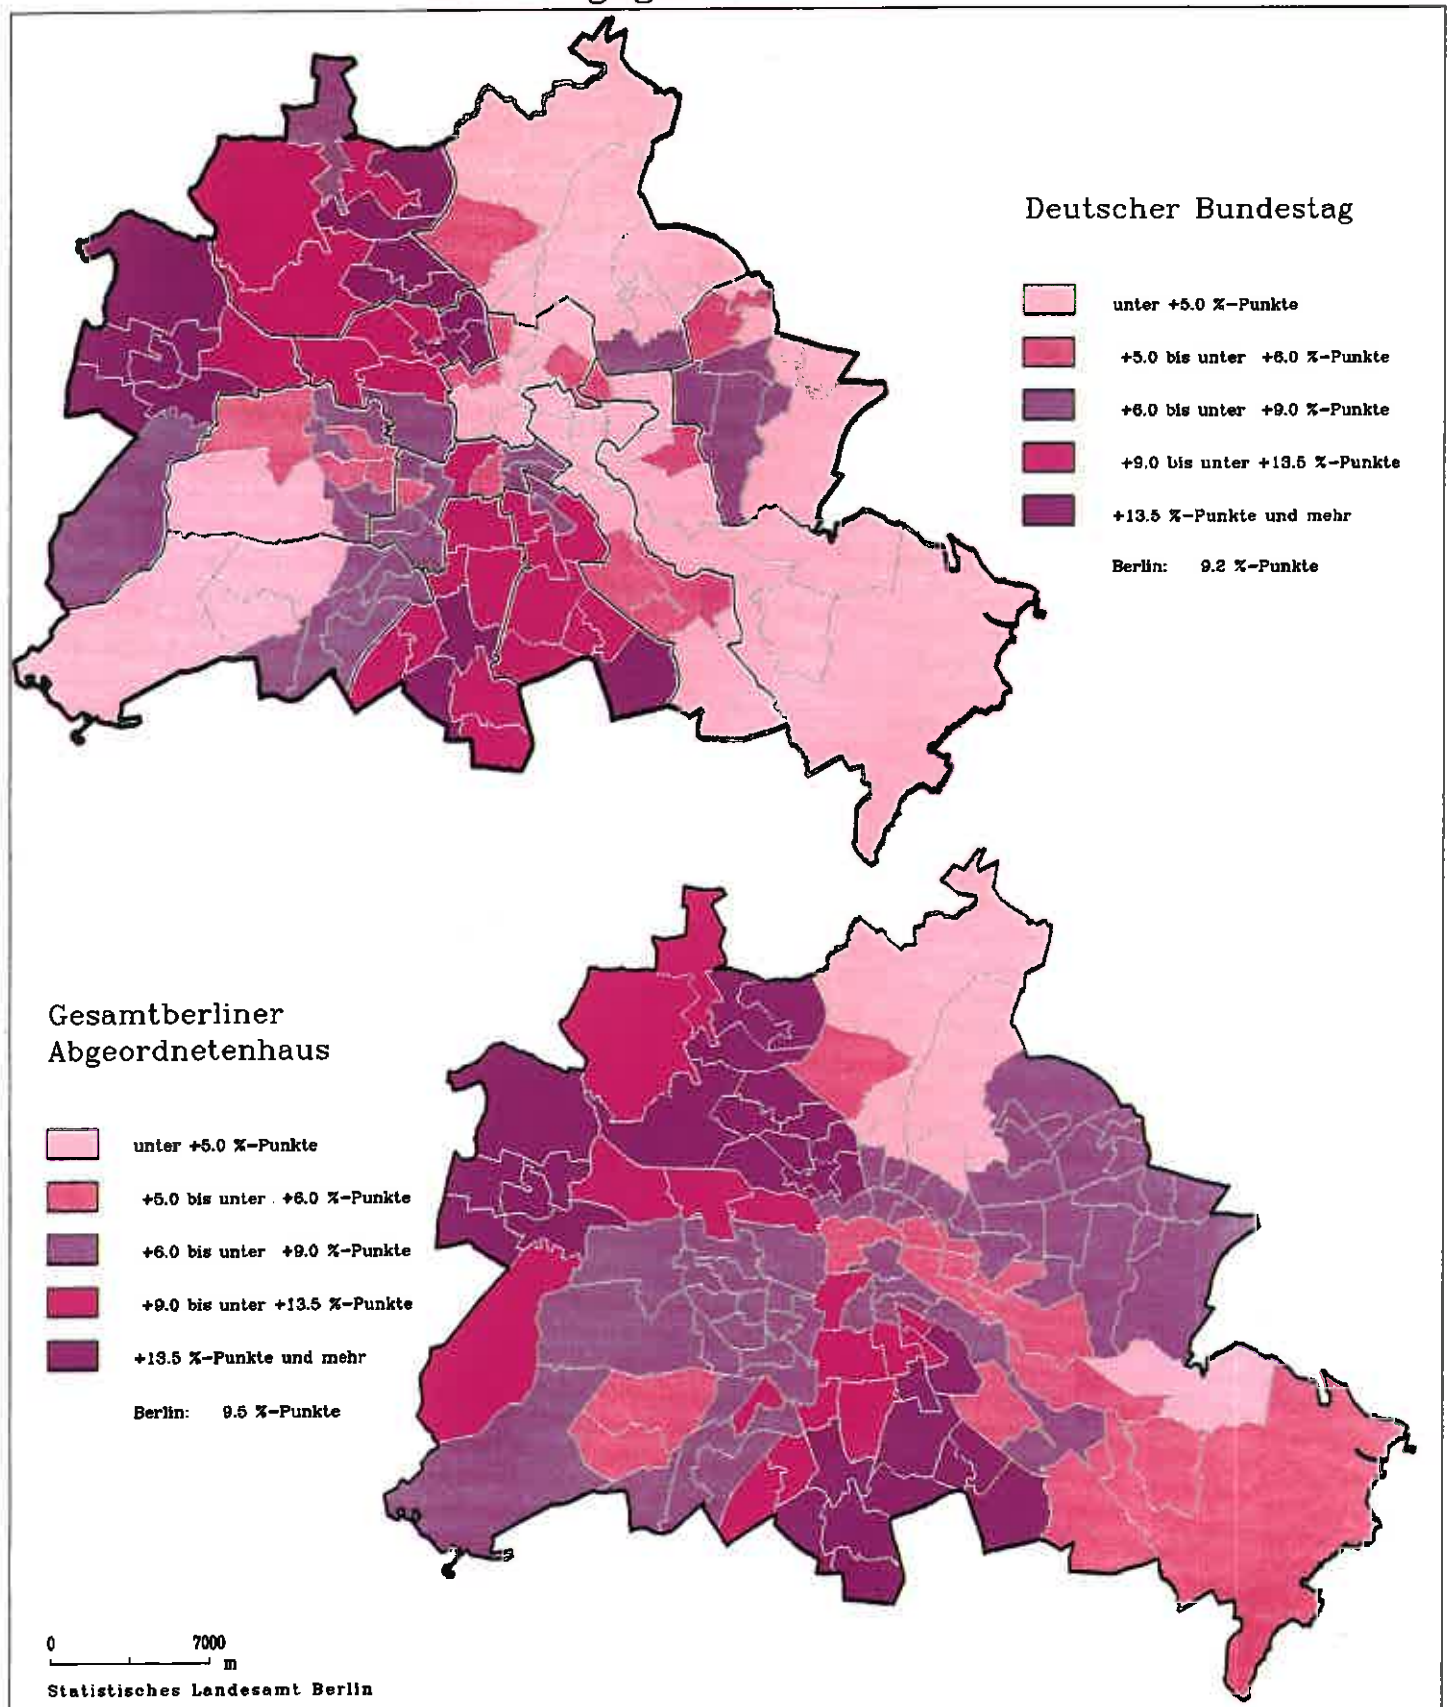 Deutscher Bundestag
unter +5.0 %-Punkte
+5.0 bis unter +6.0 %-Punkte
+6.0 bis unter +9.0 %-Punkte
+9.0 bis unter +13.5 %-Punkte
+13.5 %-Punkte und mehr
Berlin: 9.2 %-Punkte
Gesamtberliner
Abgeordnetenhaus
unter +5.0 %-Punkte
+5.0 bis unter +6.0 %-Punkte
+6.0 bis unter +9.0 %-Punkte
+9.0 bis unter +13.5 %-Punkte
+13.5 %-Punkte und mehr
Berlin: 9.5 %-Punkte
0 7000
m
Statistisches Landesamt Berlin